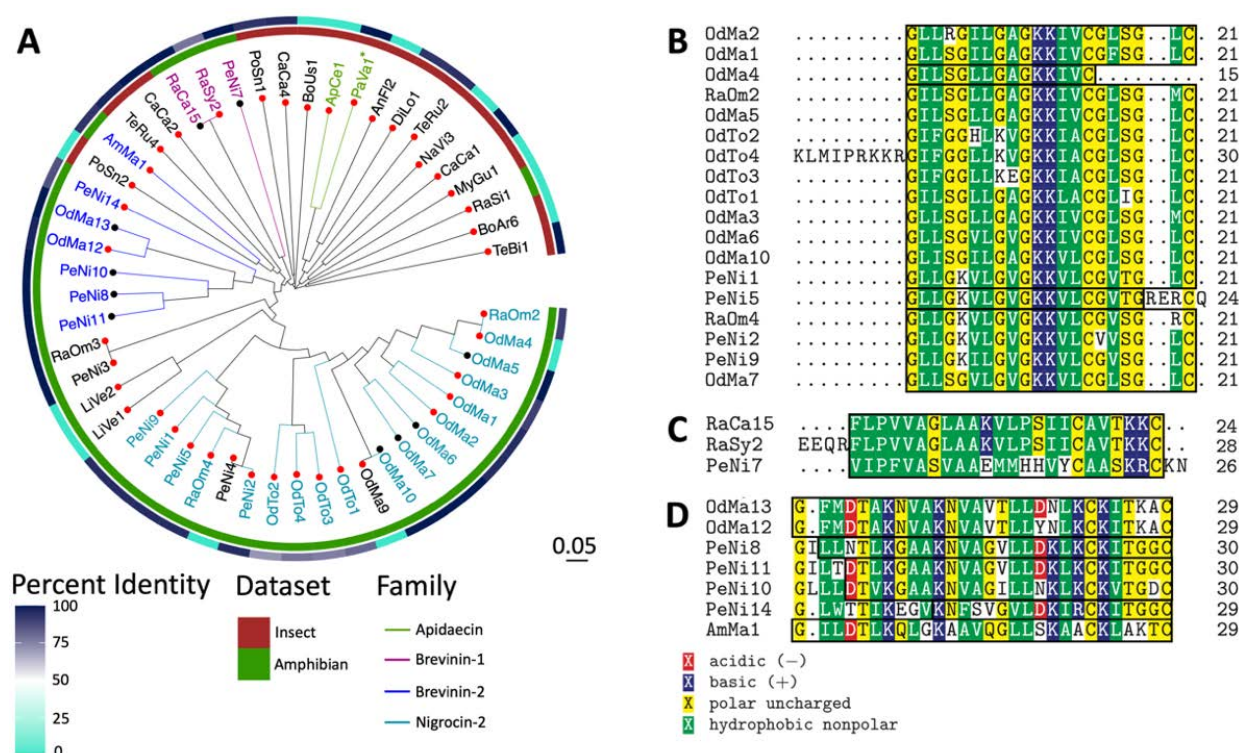 A
PoSn1
CaCa4
BoUs1
ApCe1
PaVa1*
AnFl2
DiLo1
TeRu2
NaVi3
CaCa1
MyGu1
RaSi1
BoAr6
TeBi1
PeNi7
RaSy2
RaCa15
CaCa2
TeRu4
AmMa1
PoSn2
PeNi14
OdMa13
OdMa12
PeNi10
PeNi8
PeNi11
RaOm3
PeNi3
LiVe2
LiVe1
PeNi9
PeNi1
PeNi5
RaOm4
PeNi4
PeNi2
OdTo2
OdTo4
OdTo3
OdTo1
OdMa9
OdMa10
OdMa7
OdMa6
OdMa2
OdMa1
OdMa3
OdMa5
OdMa4
RaOm2
0.05
Percent Identity
100
75
50
25
0
Dataset
Insect
Amphibian
Family
Apidaecin
Brevinin-1
Brevinin-2
Nigrocin-2
B
OdMa2 .........GLLRGILGAGKKIVCGLSG..LC. 21
OdMa1 .........GLLSGILGAGKKIVCGFSG..LC. 21
OdMa4 .........GILSGLLGAGKKIVC......... 15
RaOm2 .........GILSGLLGAGKKIVCGLSG..MC. 21
OdMa5 .........GILSGLLGAGKKIVCGLSG..LC. 21
OdTo2 .........GIFGGHLKVGKKIACGLSG..LC. 21
OdTo4 KLMIPRKKRGIFGGLLKVGKKIACGLSG..LC. 30
OdTo3 .........GIFGGLLKEGKKIACGLSG..LC. 21
OdTo1 .........GILSGLLGAGKKLACGLIG..LC. 21
OdMa3 .........GILSGLLGAGKKIVCGLSG..MC. 21
OdMa6 .........GLLSGVLGVGKKIVCGLSG..LC. 21
OdMa10 .........GLISGILGVGKKVLCGLSG..LC. 21
PeNi1 .........GLLGKVLGVGKKVLCGVTG..LC. 21
PeNi5 .........GLLGKVLGVGKKVLCGVTGRERCQ 24
RaOm4 .........GLLGKVLGVGKKVLCGVSG..RC. 21
PeNi2 .........GLLGKVLGVGKKVLCVVSG..LC. 21
PeNi9 .........GLLGKILGVGKKVLCGVSG..LC. 21
OdMa7 .........GLLSGVLGVGKKVLCGLSG..LC. 21
C
RaCa15 ....FLPVVAGLAAKVLPSIICAVTKKC.. 24
RaSy2 EEQRFLPVVAGLAAKVLPSIICAVTKKC.. 28
PeNi7 ....VIPFVASVAAEMMHHVYCAASKRCKN 26
D
OdMa13 G.FMDTAKNVAKNVAVTLLDNLKCKITKAC 29
OdMa12 G.FMDTAKNVAKNVAVTLLYNLKCKITKAC 29
PeNi8 GILLNTLKGAAKNVAGVLLDKLKCKITGGC 30
PeNi11 GILTDTLKGAAKNVAGVLLDKLKCKITGGC 30
PeNi10 GLLLDTVKGAAKNVAGILLNKLKCKVTGDC 30
PeNi14 G.LWTTIKEGVKNFSVGVLDKIRCKITGGC 29
AmMa1 G.ILDTLKQLGKAAVQGLLSKAACKLAKTC 29
X acidic (−)
X basic (+)
X polar uncharged
X hydrophobic nonpolar